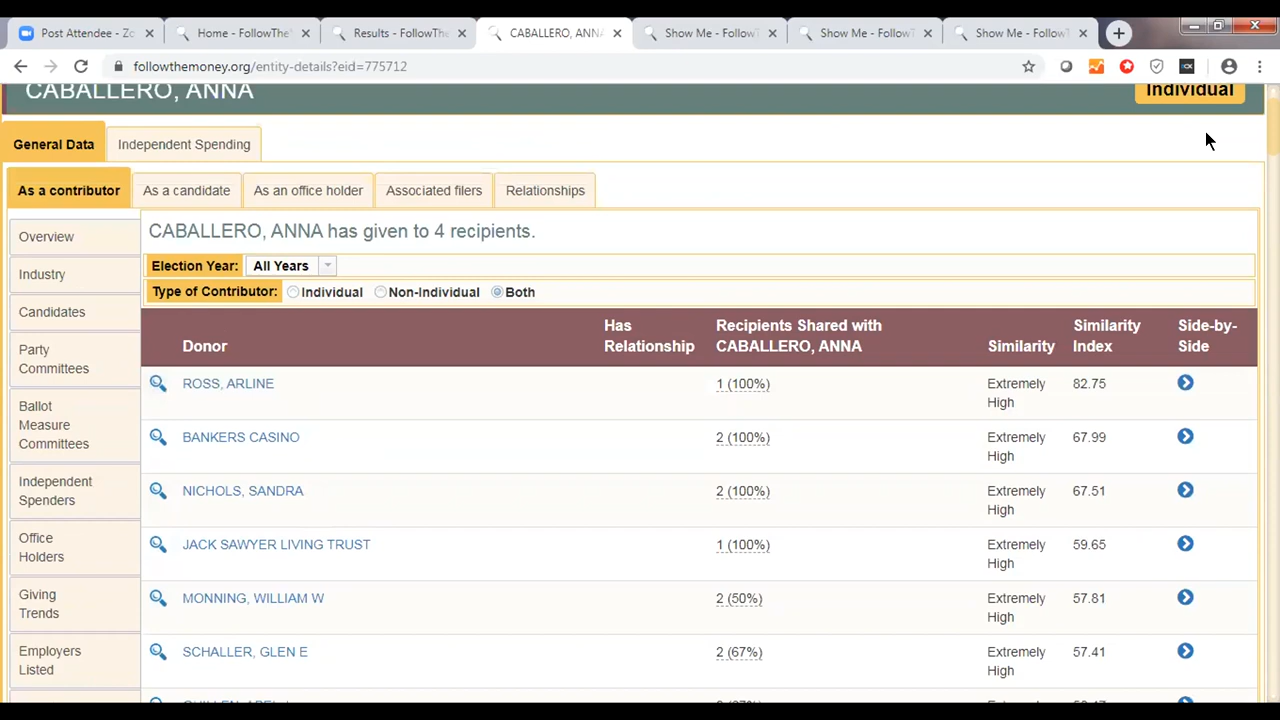 Post Attendee - Zo
Home - FollowThe
Results - FollowThe
CABALLERO, ANNA
Show Me - FollowT
Show Me - FollowT
Show Me - FollowT
followthemoney.org/entity-details?eid=775712
CABALLERO, ANNA
Individual
General Data
Independent Spending
As a contributor
As a candidate
As an office holder
Associated filers
Relationships
Overview
Industry
Candidates
Party
Committees
Ballot
Measure
Committees
Independent
Spenders
Office
Holders
Giving
Trends
Employers
Listed
CABALLERO, ANNA has given to 4 recipients.
Election Year: All Years
Type of Contributor: Individual Non-Individual Both
Donor
Has
Relationship
Recipients Shared with
CABALLERO, ANNA
Similarity
Similarity
Index
Side-by-
Side
ROSS, ARLINE 1 (100%) Extremely High 82.75
BANKERS CASINO 2 (100%) Extremely High 67.99
NICHOLS, SANDRA 2 (100%) Extremely High 67.51
JACK SAWYER LIVING TRUST 1 (100%) Extremely High 59.65
MONNING, WILLIAM W 2 (50%) Extremely High 57.81
SCHALLER, GLEN E 2 (67%) Extremely High 57.41